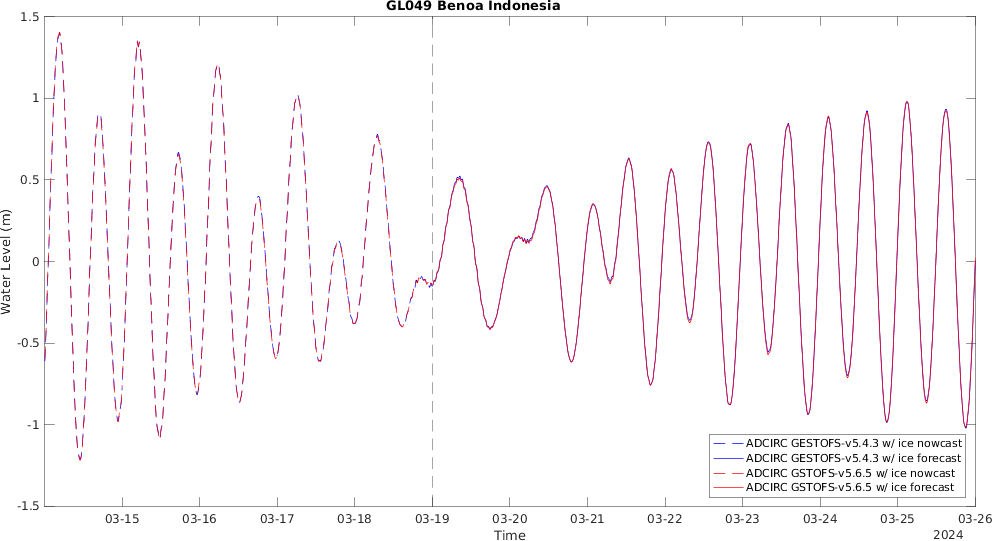 GL049 Benoa Indonesia
1.5
1
0.5
0
-0.5
-1
-1.5
Water Level (m)
ADCIRC GESTOFS-v5.4.3 w/ ice nowcast
ADCIRC GESTOFS-v5.4.3 w/ ice forecast
ADCIRC GSTOFS-v5.6.5 w/ ice nowcast
ADCIRC GSTOFS-v5.6.5 w/ ice forecast
03-15 03-16 03-17 03-18 03-19 03-20 03-21 03-22 03-23 03-24 03-25 03-26
Time
2024